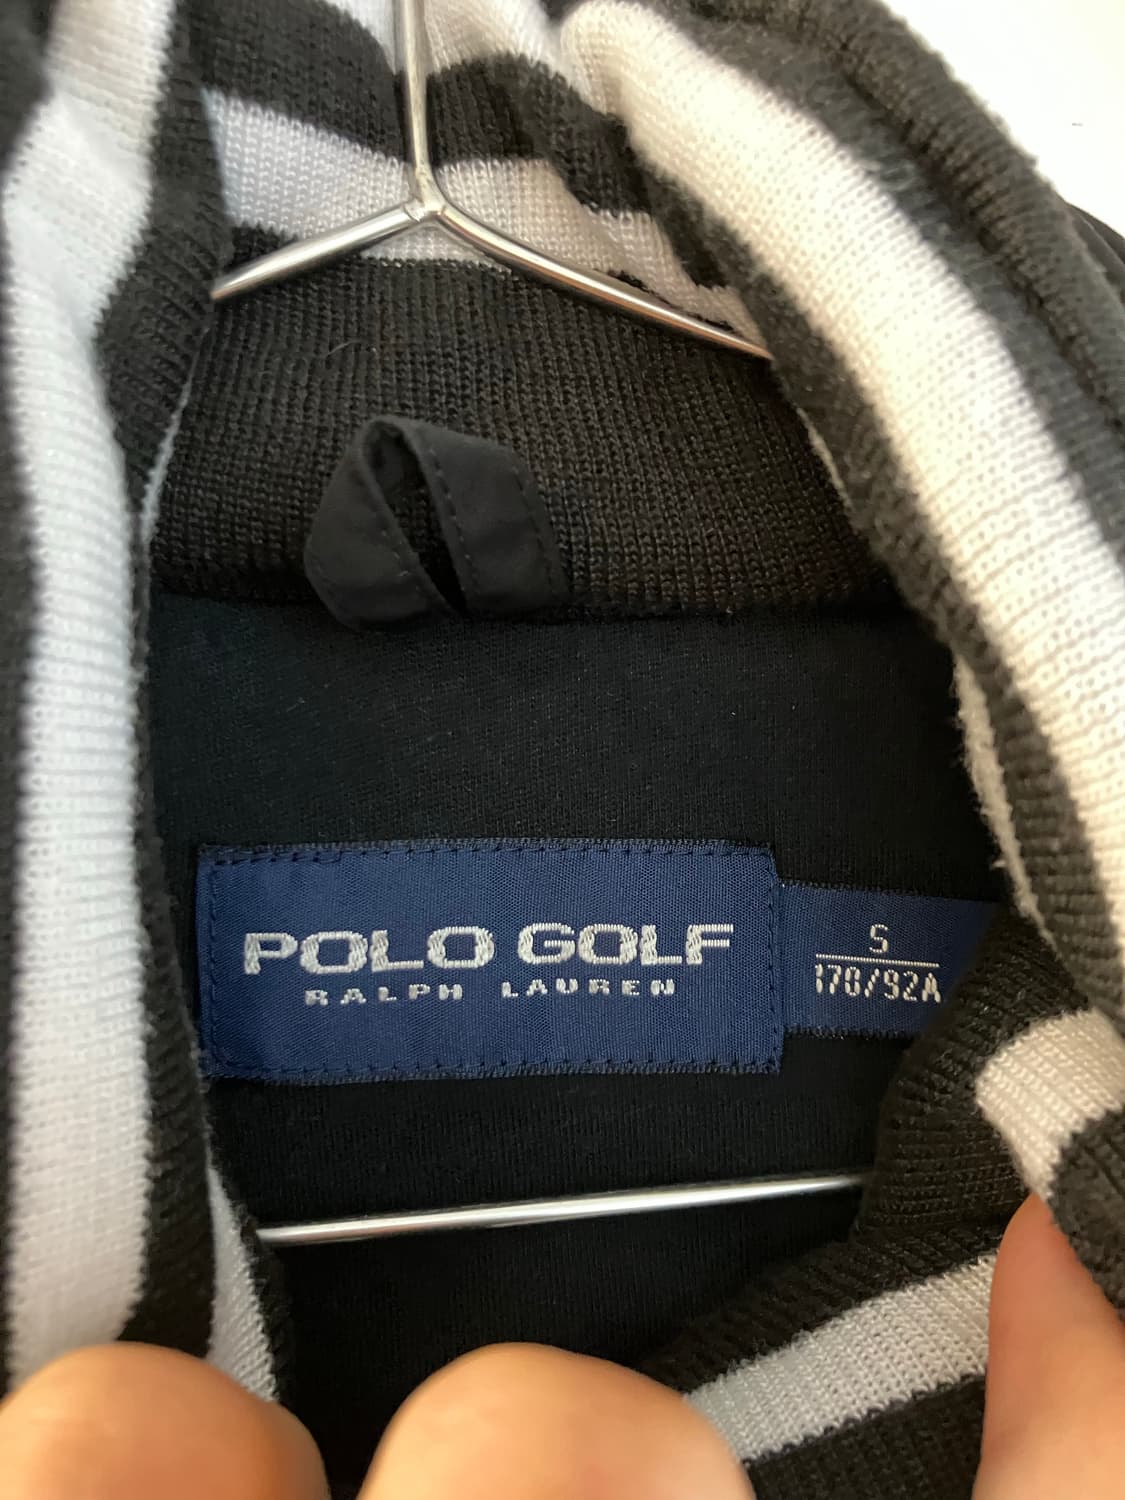 POLO GOLF
RALPH LAUREN
S
170/92A